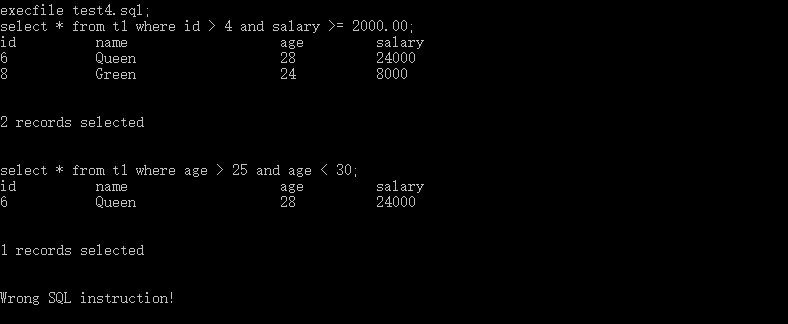 execfile test4.sql;
select * from t1 where id > 4 and salary >= 2000.00;
id name age salary
6 Queen 28 24000
8 Green 24 8000
2 records selected
select * from t1 where age > 25 and age < 30;
id name age salary
6 Queen 28 24000
1 records selected
Wrong SQL instruction!